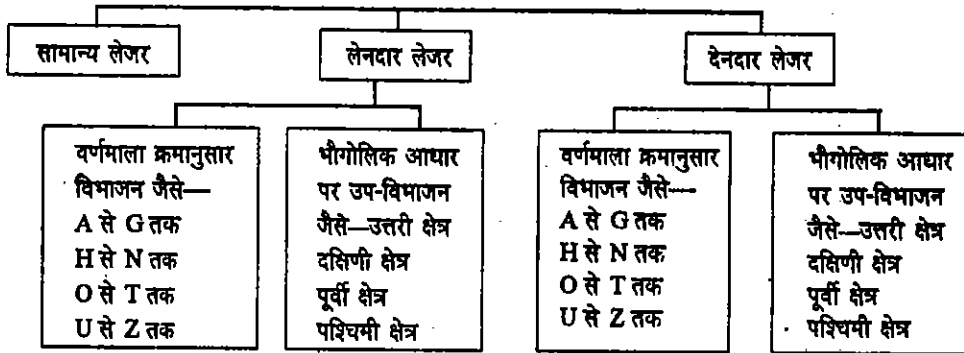 सामान्य लेजर
लेनदार लेजर
देनदार लेजर
वर्णमाला क्रमानुसार
विभाजन जैसे—
A से G तक
H से N तक
O से T तक
U से Z तक
भौगोलिक आधार
पर उप-विभाजन
जैसे—उत्तरी क्षेत्र
दक्षिणी क्षेत्र
पूर्वी क्षेत्र
पश्चिमी क्षेत्र
वर्णमाला क्रमानुसार
विभाजन जैसे—
A से G तक
H से N तक
O से T तक
U से Z तक
भौगोलिक आधार
पर उप-विभाजन
जैसे—उत्तरी क्षेत्र
दक्षिणी क्षेत्र
पूर्वी क्षेत्र
पश्चिमी क्षेत्र